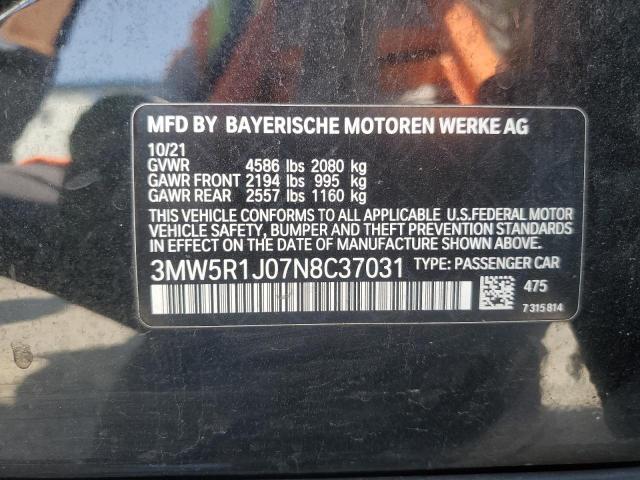 MFD BY BAYERISCHE MOTOREN WERKE AG
10/21
GVWR 4586 lbs 2080 kg
GAWR FRONT 2194 lbs 995 kg
GAWR REAR 2557 lbs 1160 kg
THIS VEHICLE CONFORMS TO ALL APPLICABLE U.S.FEDERAL MOTOR
VEHICLE SAFETY, BUMPER, AND THEFT PREVENTION STANDARDS
IN EFFECT ON THE DATE OF MANUFACTURE SHOWN ABOVE.
3MW5R1J07N8C37031 TYPE: PASSENGER CAR
475
7 315 814